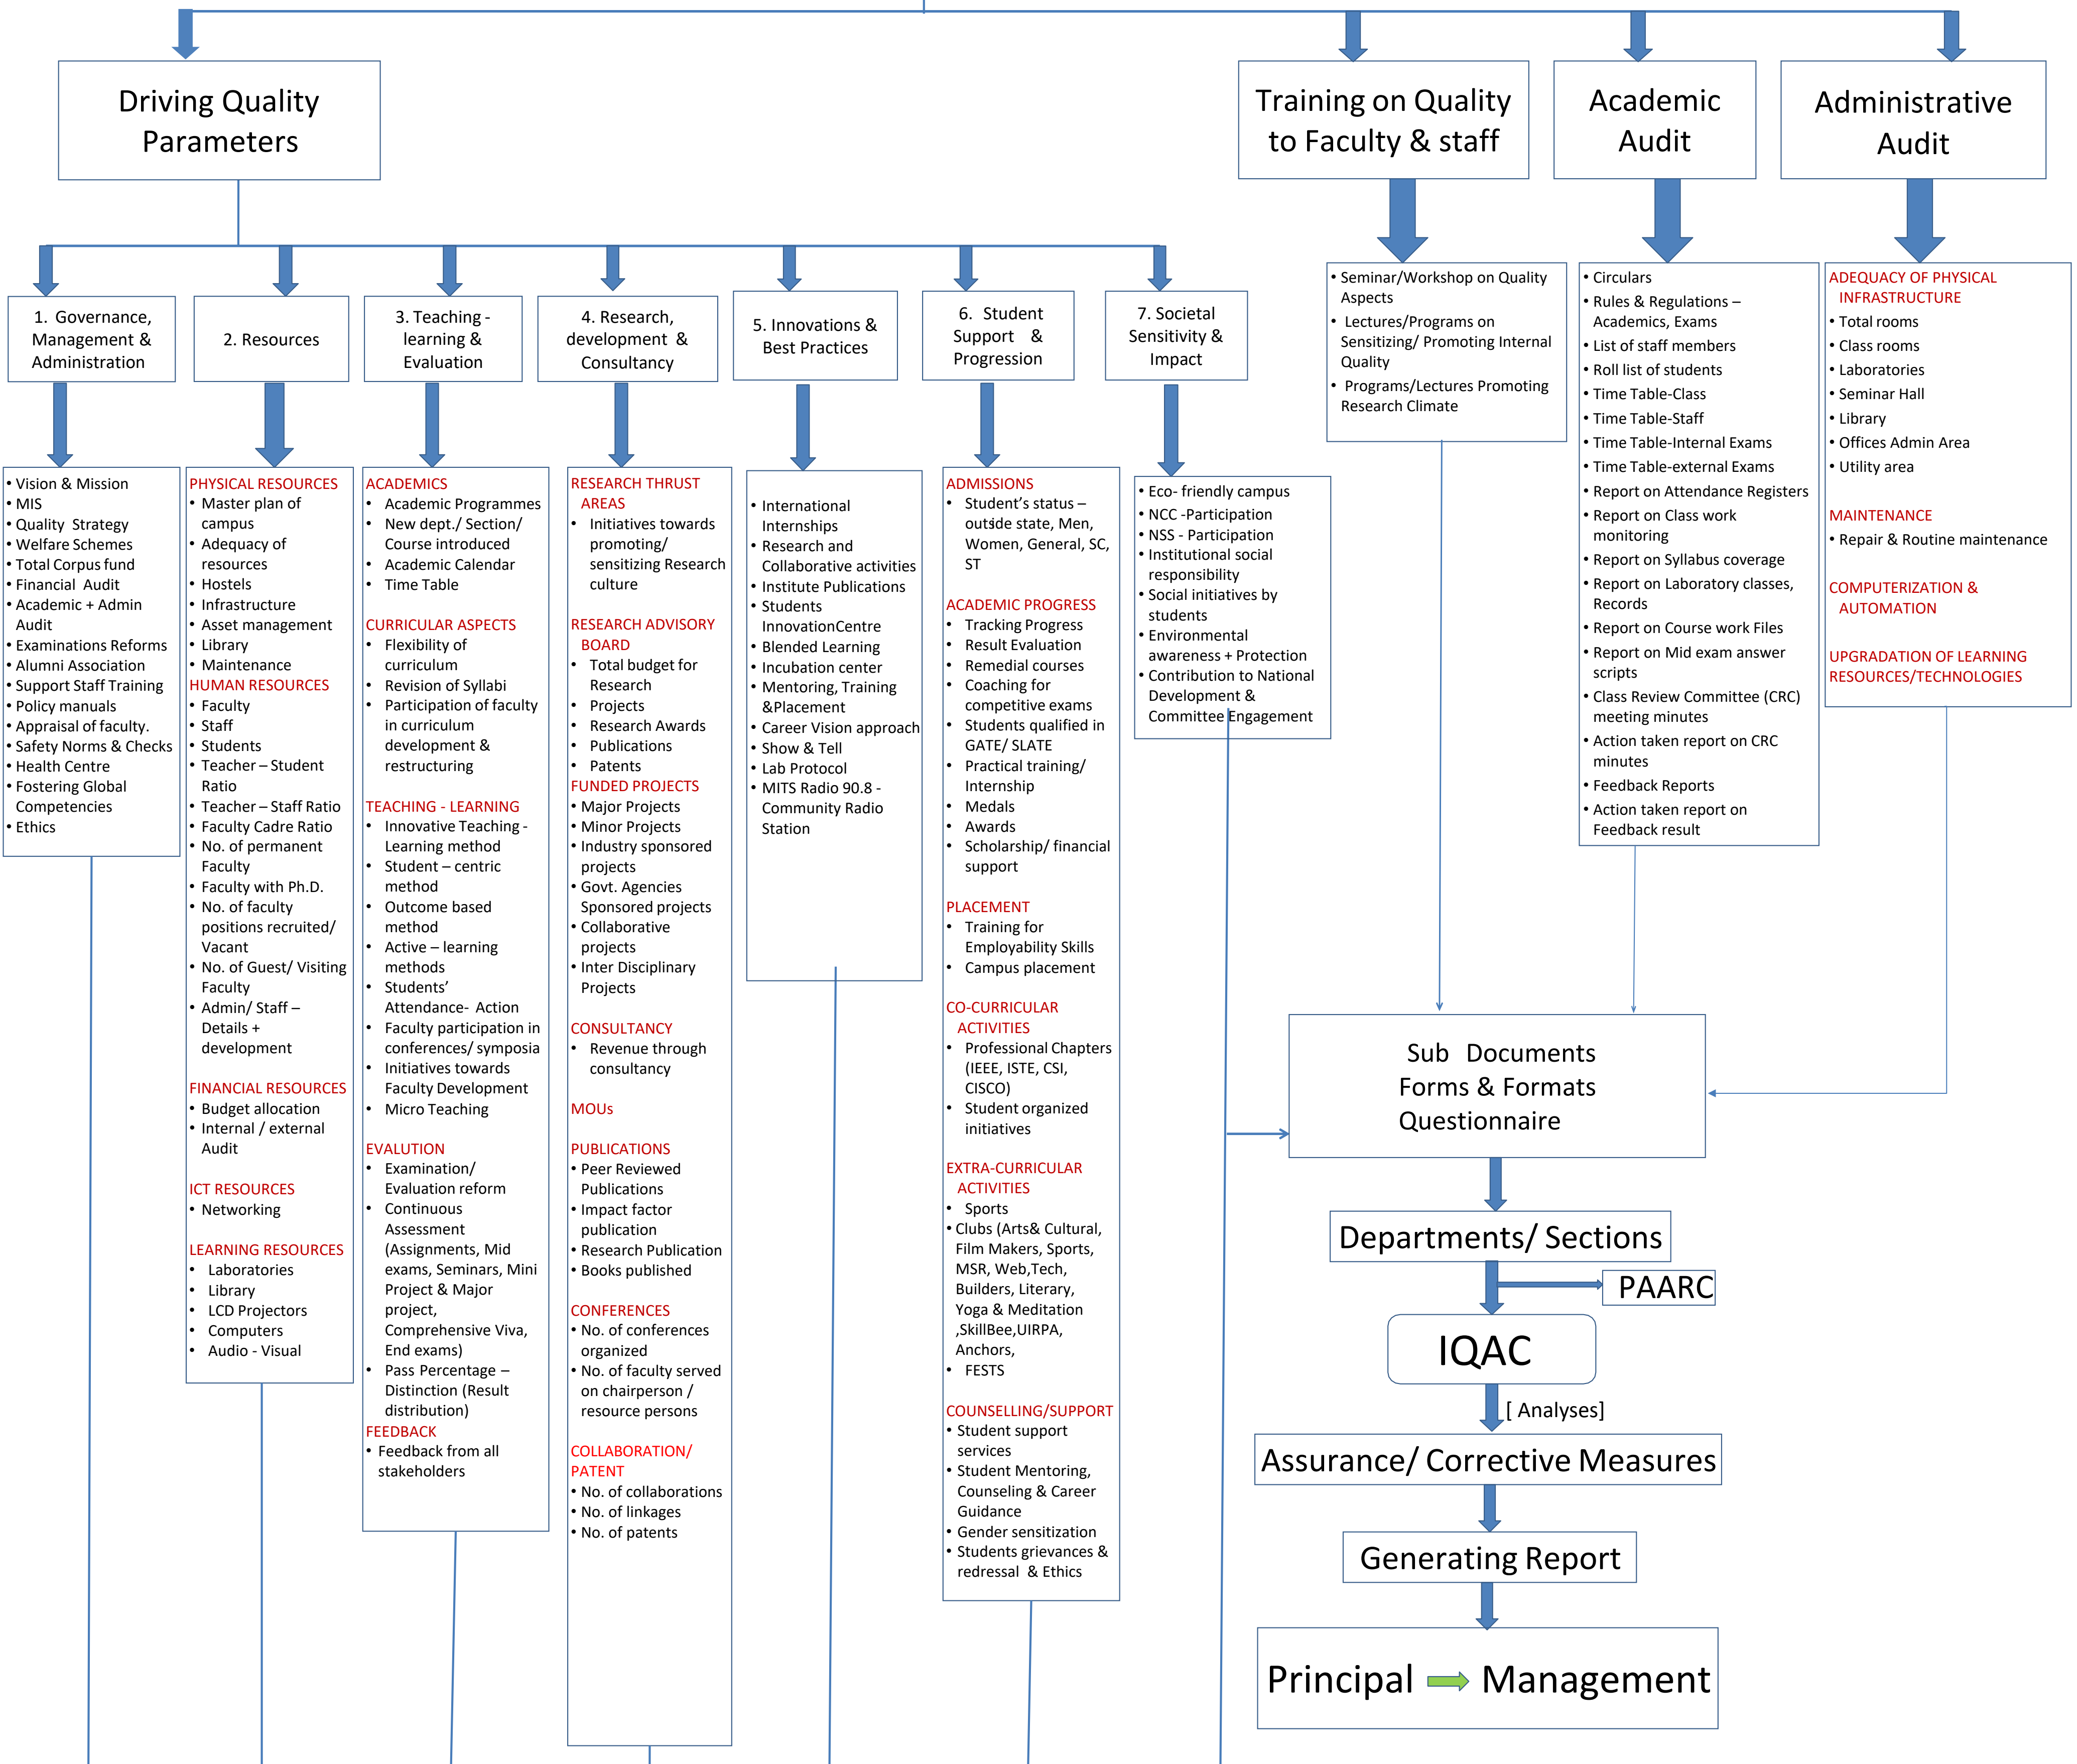 Driving Quality
Parameters
Training on Quality
to Faculty & staff
Academic
Audit
Administrative
Audit
1. Governance,
Management &
Administration
2. Resources
3. Teaching -
learning &
Evaluation
4. Research,
development &
Consultancy
5. Innovations &
Best Practices
6. Student
Support &
Progression
7. Societal
Sensitivity &
Impact
• Vision & Mission
• MIS
• Quality Strategy
• Welfare Schemes
• Total Corpus fund
• Financial Audit
• Academic + Admin
Audit
• Examinations Reforms
• Alumni Association
• Support Staff Training
• Policy manuals
• Appraisal of faculty.
• Safety Norms & Checks
• Health Centre
• Fostering Global
Competencies
• Ethics
PHYSICAL RESOURCES
• Master plan of
campus
• Adequacy of
resources
• Hostels
• Infrastructure
• Asset management
• Library
• Maintenance
HUMAN RESOURCES
• Faculty
• Staff
• Students
• Teacher – Student
Ratio
• Teacher – Staff Ratio
• Faculty Cadre Ratio
• No. of permanent
Faculty
• Faculty with Ph.D.
• No. of faculty
positions recruited/
Vacant
• No. of Guest/ Visiting
Faculty
• Admin/ Staff –
Details +
development
FINANCIAL RESOURCES
• Budget allocation
• Internal / external
Audit
ICT RESOURCES
• Networking
LEARNING RESOURCES
• Laboratories
• Library
• LCD Projectors
• Computers
• Audio - Visual
ACADEMICS
• Academic Programmes
• New dept./ Section/
Course introduced
• Academic Calendar
• Time Table
CURRICULAR ASPECTS
• Flexibility of
curriculum
• Revision of Syllabi
• Participation of faculty
in curriculum
development &
restructuring
TEACHING - LEARNING
• Innovative Teaching -
Learning method
• Student – centric
method
• Outcome based
method
• Active – learning
methods
• Students’
Attendance- Action
• Faculty participation in
conferences/ symposia
• Initiatives towards
Faculty Development
• Micro Teaching
EVALUTION
• Examination/
Evaluation reform
• Continuous
Assessment
(Assignments, Mid
exams, Seminars, Mini
Project & Major
project,
Comprehensive Viva,
End exams)
• Pass Percentage –
Distinction (Result
distribution)
FEEDBACK
• Feedback from all
stakeholders
RESEARCH THRUST
AREAS
• Initiatives towards
promoting/
sensitizing Research
culture
RESEARCH ADVISORY
BOARD
• Total budget for
Research
• Projects
• Research Awards
• Publications
• Patents
FUNDED PROJECTS
• Major Projects
• Minor Projects
• Industry sponsored
projects
• Govt. Agencies
Sponsored projects
• Collaborative
projects
• Inter Disciplinary
Projects
CONSULTANCY
• Revenue through
consultancy
MOUs
PUBLICATIONS
• Peer Reviewed
Publications
• Impact factor
publication
• Research Publication
• Books published
CONFERENCES
• No. of conferences
organized
• No. of faculty served
on chairperson /
resource persons
COLLABORATION/
PATENT
• No. of collaborations
• No. of linkages
• No. of patents
• International
Internships
• Research and
Collaborative activities
• Institute Publications
• Students
InnovationCentre
• Blended Learning
• Incubation center
• Mentoring, Training
&Placement
• Career Vision approach
• Show & Tell
• Lab Protocol
• MITS Radio 90.8 -
Community Radio
Station
ADMISSIONS
• Student’s status –
outside state, Men,
Women, General, SC,
ST
ACADEMIC PROGRESS
• Tracking Progress
• Result Evaluation
• Remedial courses
• Coaching for
competitive exams
• Students qualified in
GATE/ SLATE
• Practical training/
Internship
• Medals
• Awards
• Scholarship/ financial
support
PLACEMENT
• Training for
Employability Skills
• Campus placement
CO-CURRICULAR
ACTIVITIES
• Professional Chapters
(IEEE, ISTE, CSI,
CISCO)
• Student organized
initiatives
EXTRA-CURRICULAR
ACTIVITIES
• Sports
• Clubs (Arts& Cultural,
Film Makers, Sports,
MSR, Web,Tech,
Builders, Literary,
Yoga & Meditation
,SkillBee,UIRPA,
Anchors,
• FESTS
COUNSELLING/SUPPORT
• Student support
services
• Student Mentoring,
Counseling & Career
Guidance
• Gender sensitization
• Students grievances &
redressal & Ethics
• Eco- friendly campus
• NCC -Participation
• NSS - Participation
• Institutional social
responsibility
• Social initiatives by
students
• Environmental
awareness + Protection
• Contribution to National
Development &
Committee Engagement
• Seminar/Workshop on Quality
Aspects
• Lectures/Programs on
Sensitizing/ Promoting Internal
Quality
• Programs/Lectures Promoting
Research Climate
• Circulars
• Rules & Regulations –
Academics, Exams
• List of staff members
• Roll list of students
• Time Table-Class
• Time Table-Staff
• Time Table-Internal Exams
• Time Table-external Exams
• Report on Attendance Registers
• Report on Class work
monitoring
• Report on Syllabus coverage
• Report on Laboratory classes,
Records
• Report on Course work Files
• Report on Mid exam answer
scripts
• Class Review Committee (CRC)
meeting minutes
• Action taken report on CRC
minutes
• Feedback Reports
• Action taken report on
Feedback result
ADEQUACY OF PHYSICAL
INFRASTRUCTURE
• Total rooms
• Class rooms
• Laboratories
• Seminar Hall
• Library
• Offices Admin Area
• Utility area
MAINTENANCE
• Repair & Routine maintenance
COMPUTERIZATION &
AUTOMATION
UPGRADATION OF LEARNING
RESOURCES/TECHNOLOGIES
Sub Documents
Forms & Formats
Questionnaire
Departments/ Sections
PAARC
IQAC
[ Analyses]
Assurance/ Corrective Measures
Generating Report
Principal Management